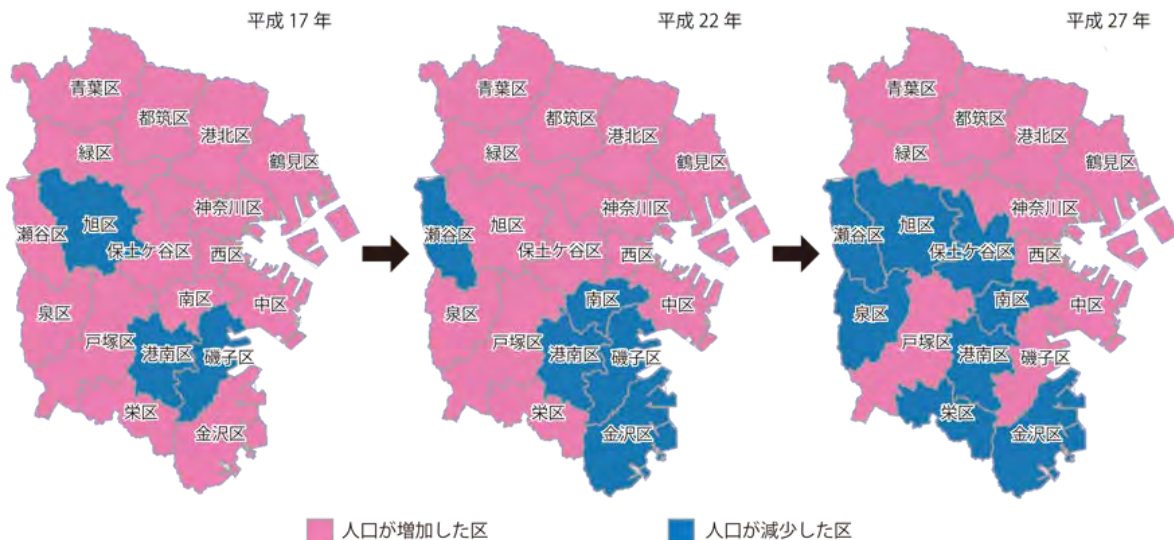 平成 17 年
平成 22 年
平成 27 年
青葉区
都筑区
港北区
緑区
鶴見区
神奈川区
旭区
瀬谷区
保土ケ谷区
西区
南区
中区
泉区
戸塚区
港南区
磯子区
栄区
金沢区
青葉区
都筑区
港北区
緑区
鶴見区
神奈川区
旭区
瀬谷区
保土ケ谷区
西区
南区
中区
泉区
戸塚区
港南区
磯子区
栄区
金沢区
青葉区
都筑区
港北区
緑区
鶴見区
神奈川区
旭区
瀬谷区
保土ケ谷区
西区
南区
中区
泉区
戸塚区
港南区
磯子区
栄区
金沢区
人口が増加した区
人口が減少した区